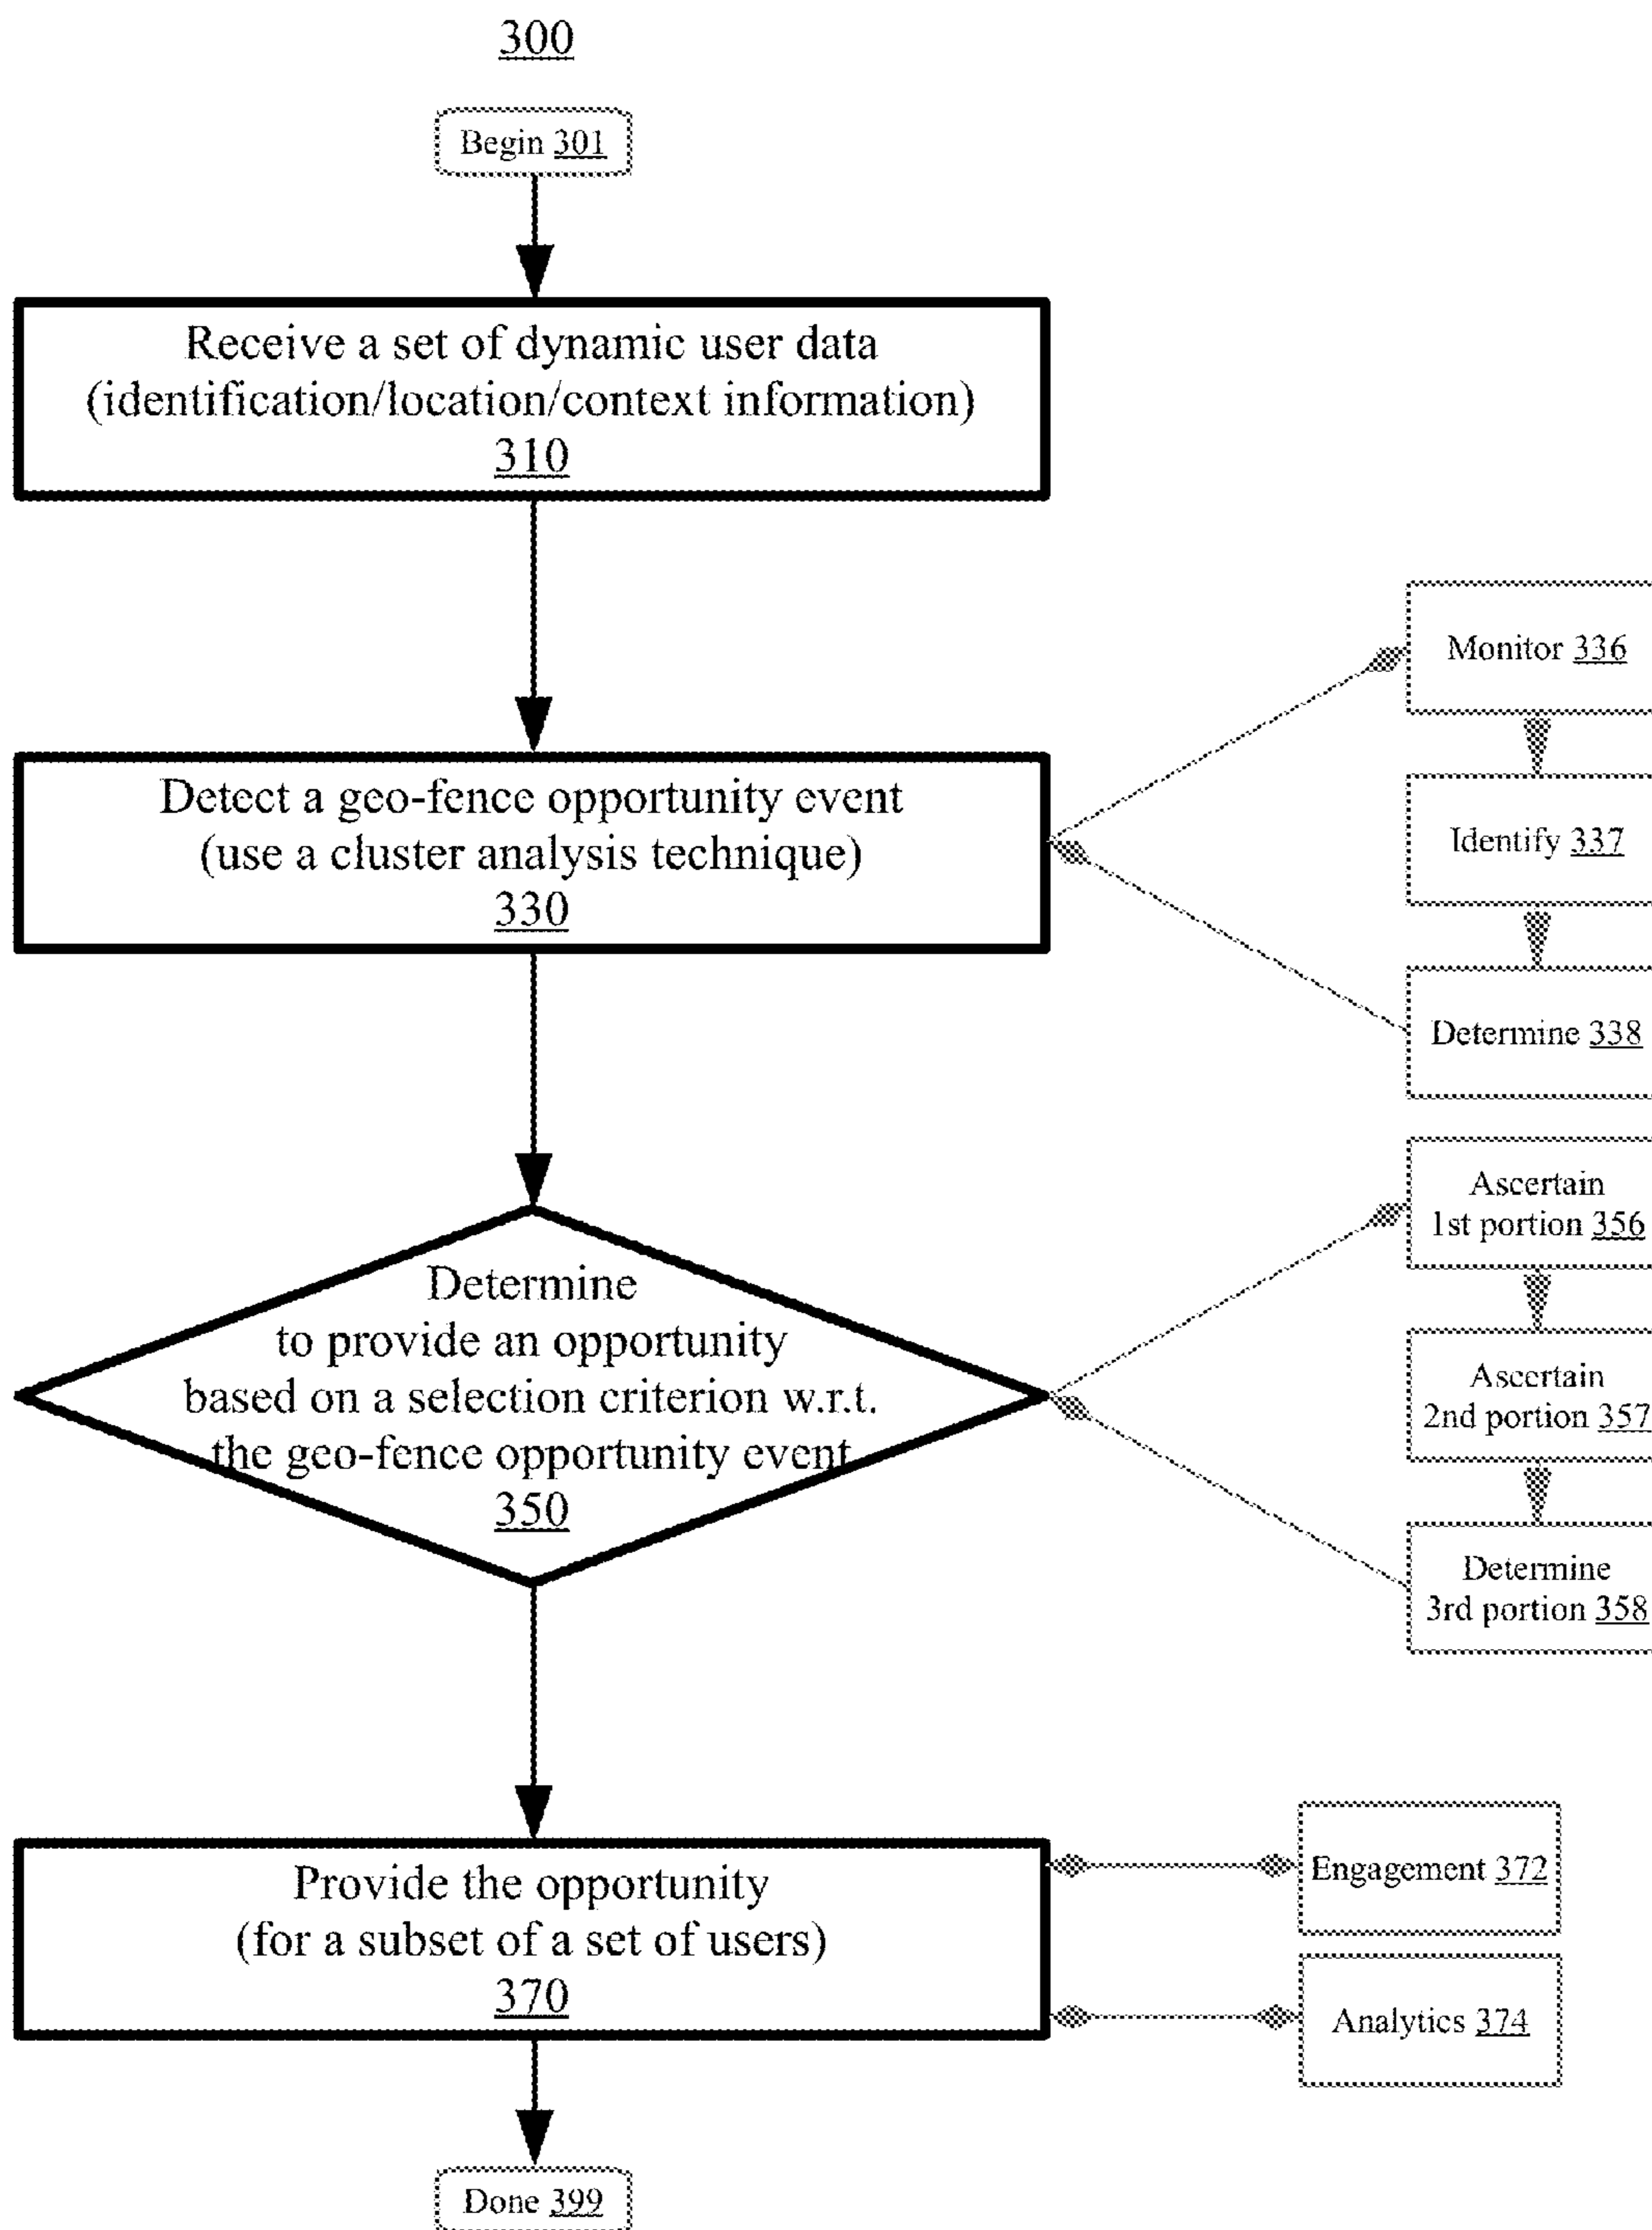 300
Begin 301
Receive a set of dynamic user data
(identification/location/context information)
310
Monitor 336
Identify 337
Determine 338
Detect a geo-fence opportunity event
(use a cluster analysis technique)
330
Ascertain
1st portion 356
Ascertain
2nd portion 357
Determine
3rd portion 358
Determine
to provide an opportunity
based on a selection criterion w.r.t.
the geo-fence opportunity event
350
Provide the opportunity
(for a subset of a set of users)
370
Engagement 372
Analytics 374
Done 399